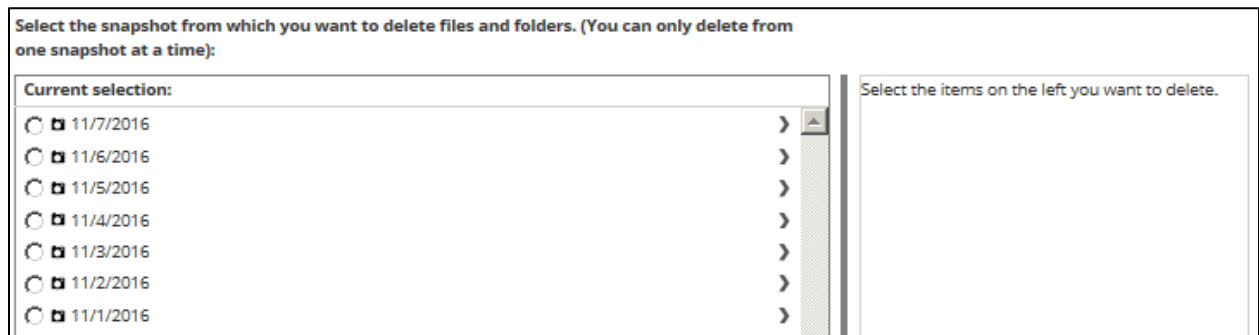 Select the snapshot from which you want to delete files and folders. (You can only delete from
one snapshot at a time):
Current selection:
11/7/2016
11/6/2016
11/5/2016
11/4/2016
11/3/2016
11/2/2016
11/1/2016
Select the items on the left you want to delete.